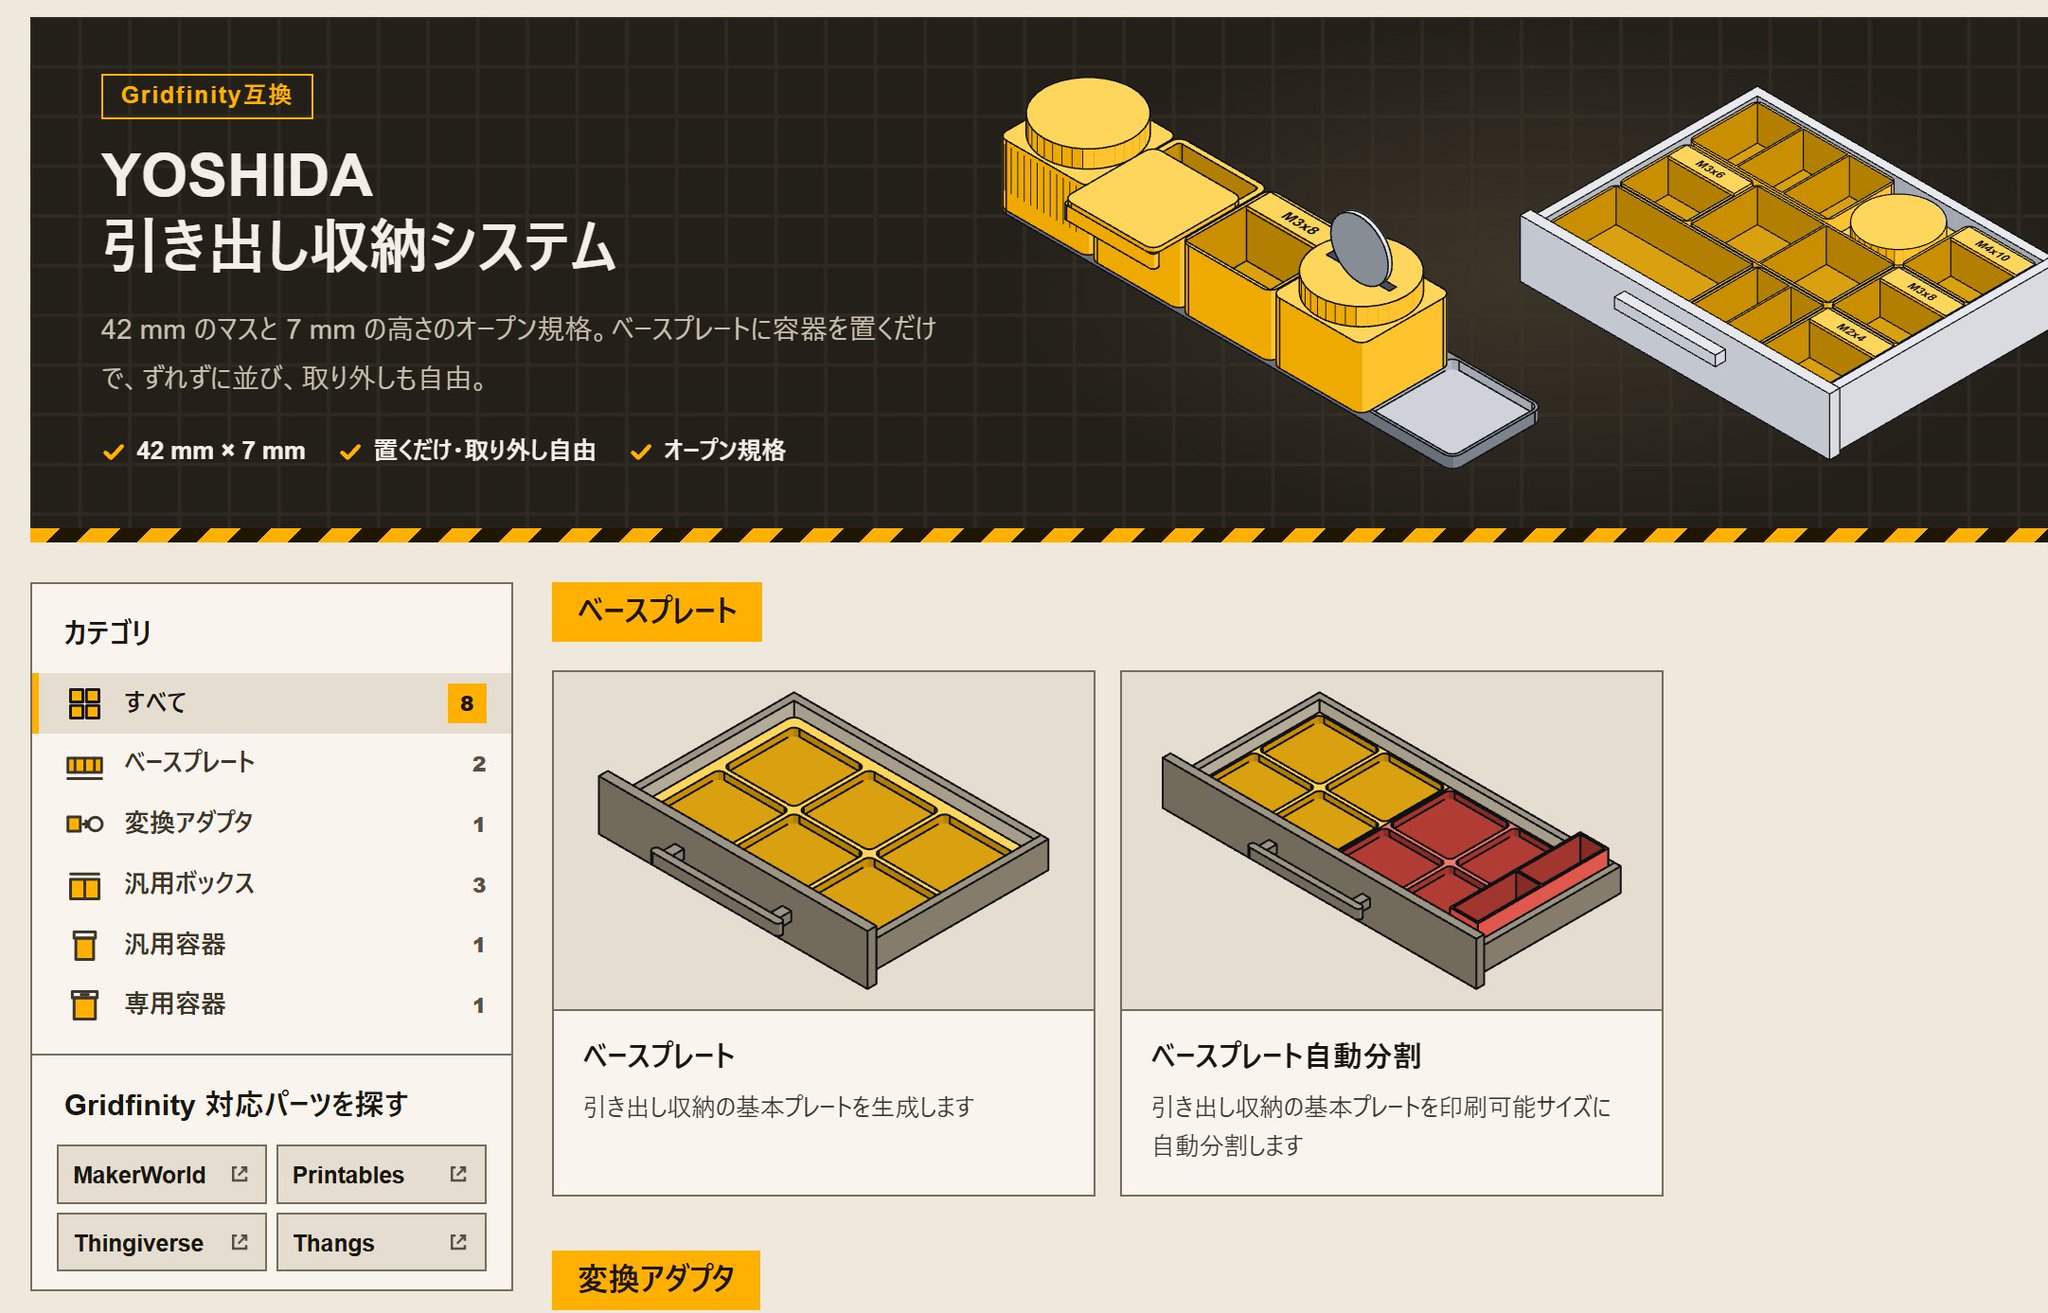 Gridfinity互換
YOSHIDA
引き出し収納システム
42 mm のマスと 7 mm の高さのオープン規格。ベースプレートに容器を置くだけ
で、ずれずに並び、取り外しも自由。
42 mm × 7 mm
置くだけ・取り外し自由
オープン規格
M3x8
M3x6
M4x10
M3x8
M2x4
カテゴリ
すべて 8
ベースプレート 2
変換アダプタ 1
汎用ボックス 3
汎用容器 1
専用容器 1
Gridfinity 対応パーツを探す
MakerWorld
Printables
Thingiverse
Thangs
ベースプレート
ベースプレート
引き出し収納の基本プレートを生成します
ベースプレート自動分割
引き出し収納の基本プレートを印刷可能サイズに
自動分割します
変換アダプタ